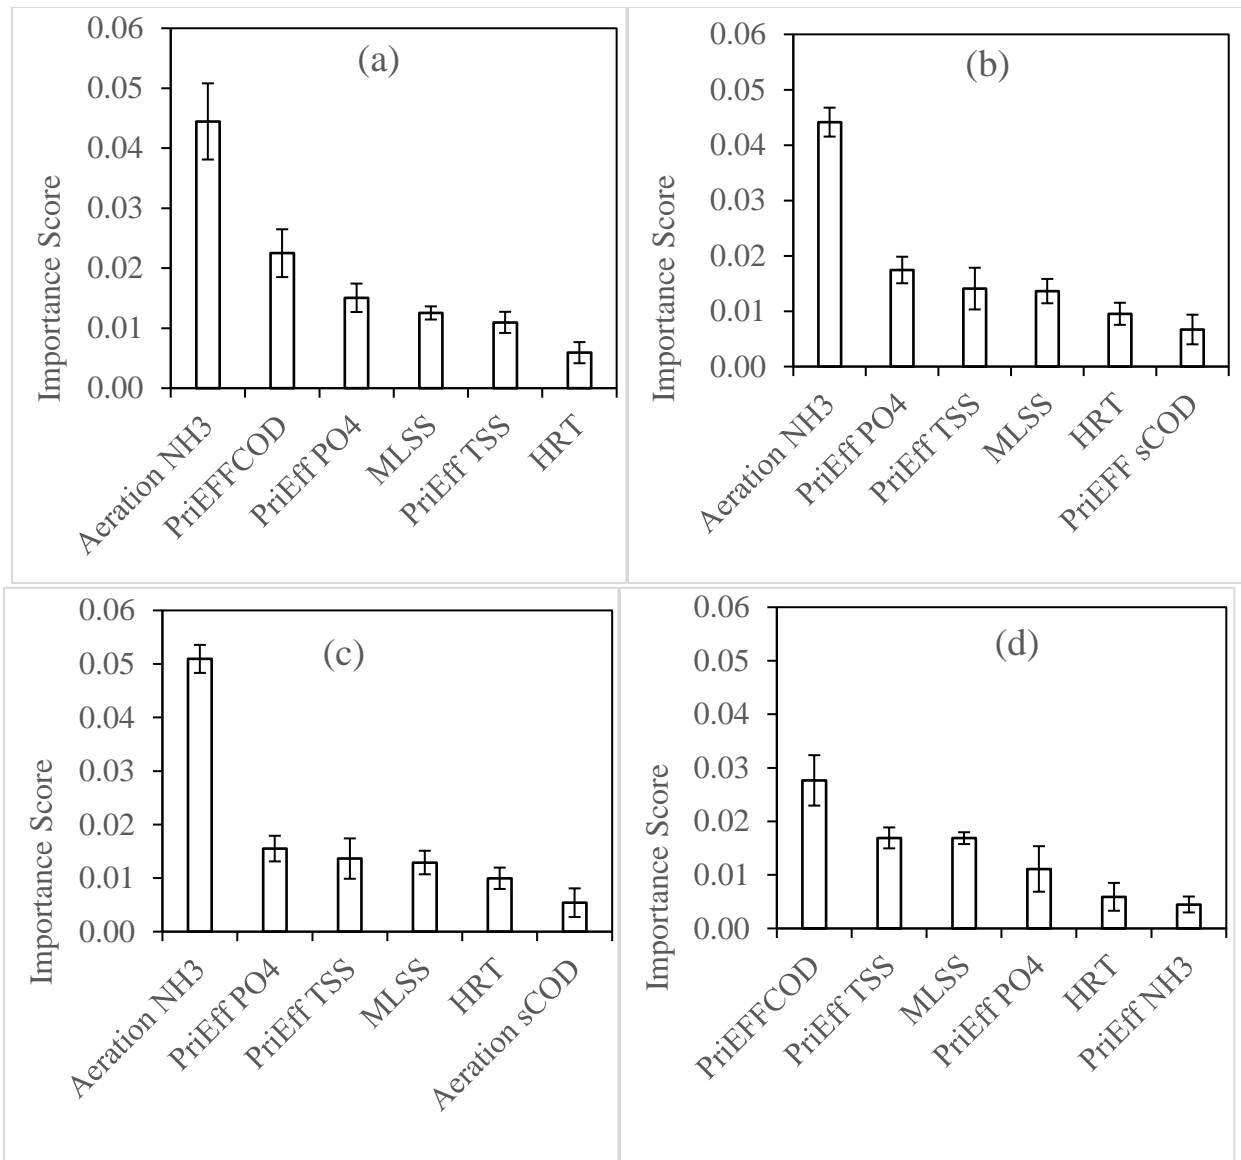 (a)
Importance Score
0.06
0.05
0.04
0.03
0.02
0.01
0.00
Aeration NH3
PriEFFCOD
PriEff PO4
MLSS
PriEff TSS
HRT
(b)
Importance Score
0.06
0.05
0.04
0.03
0.02
0.01
0.00
Aeration NH3
PriEff PO4
PriEff TSS
MLSS
HRT
PriEFF sCOD
(c)
Importance Score
0.06
0.05
0.04
0.03
0.02
0.01
0.00
Aeration NH3
PriEff PO4
PriEff TSS
MLSS
HRT
Aeration sCOD
(d)
Importance Score
0.06
0.05
0.04
0.03
0.02
0.01
0.00
PriEFFCOD
PriEff TSS
MLSS
PriEff PO4
HRT
PriEff NH3